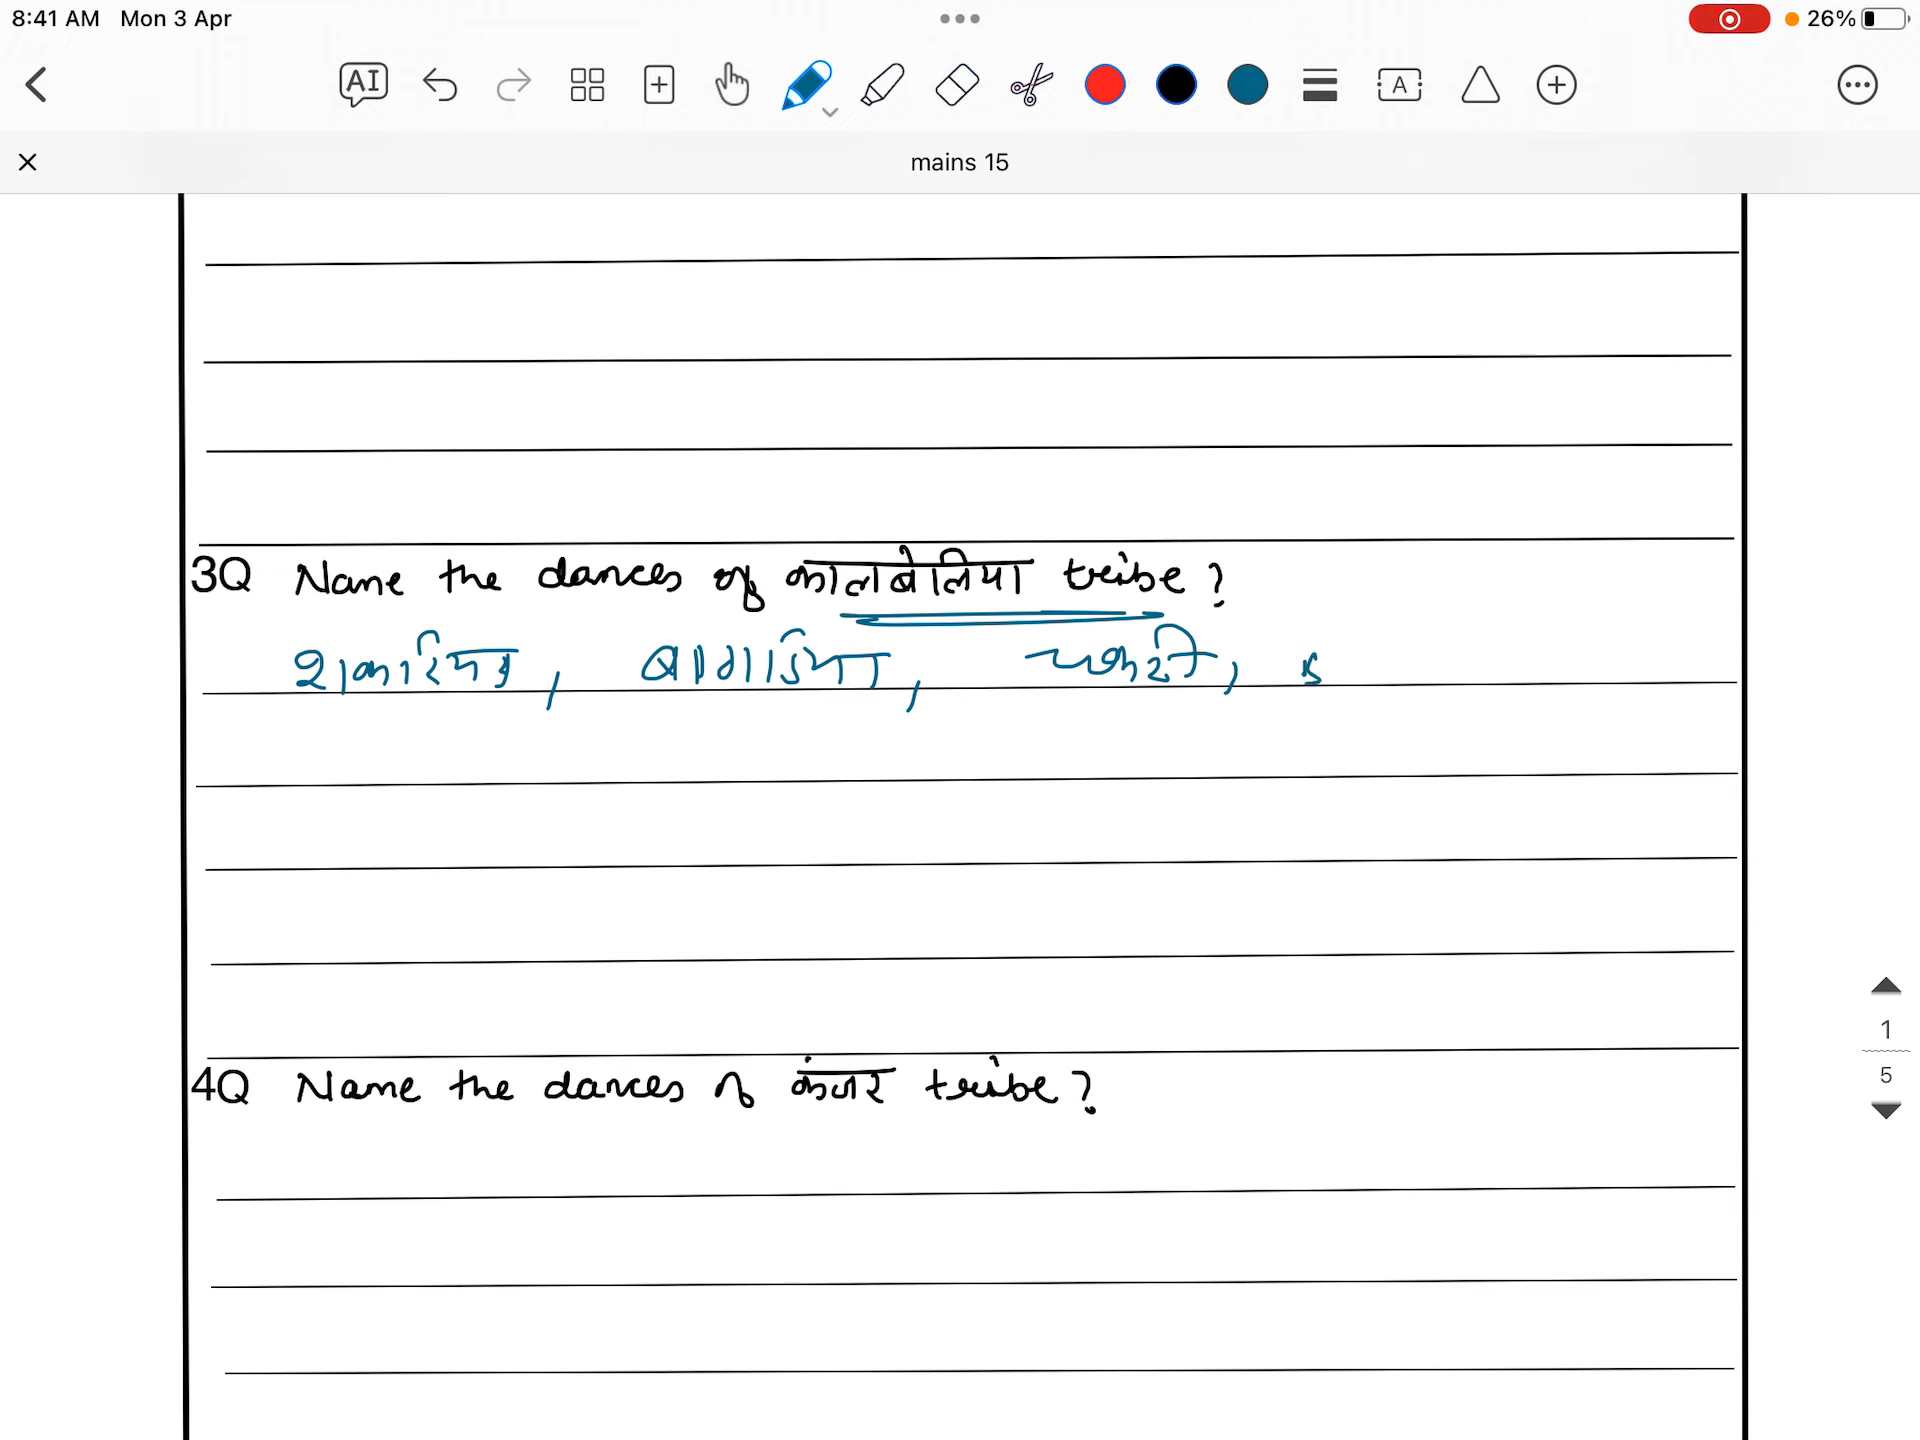 8:41 AM Mon 3 Apr
26%
AI
A
mains 15
3Q Name the dances of कालबेलिया tribe?
शंकारिया, बागड़िया, चकरी,
1
5
4Q Name the dances of कंजर tribe?